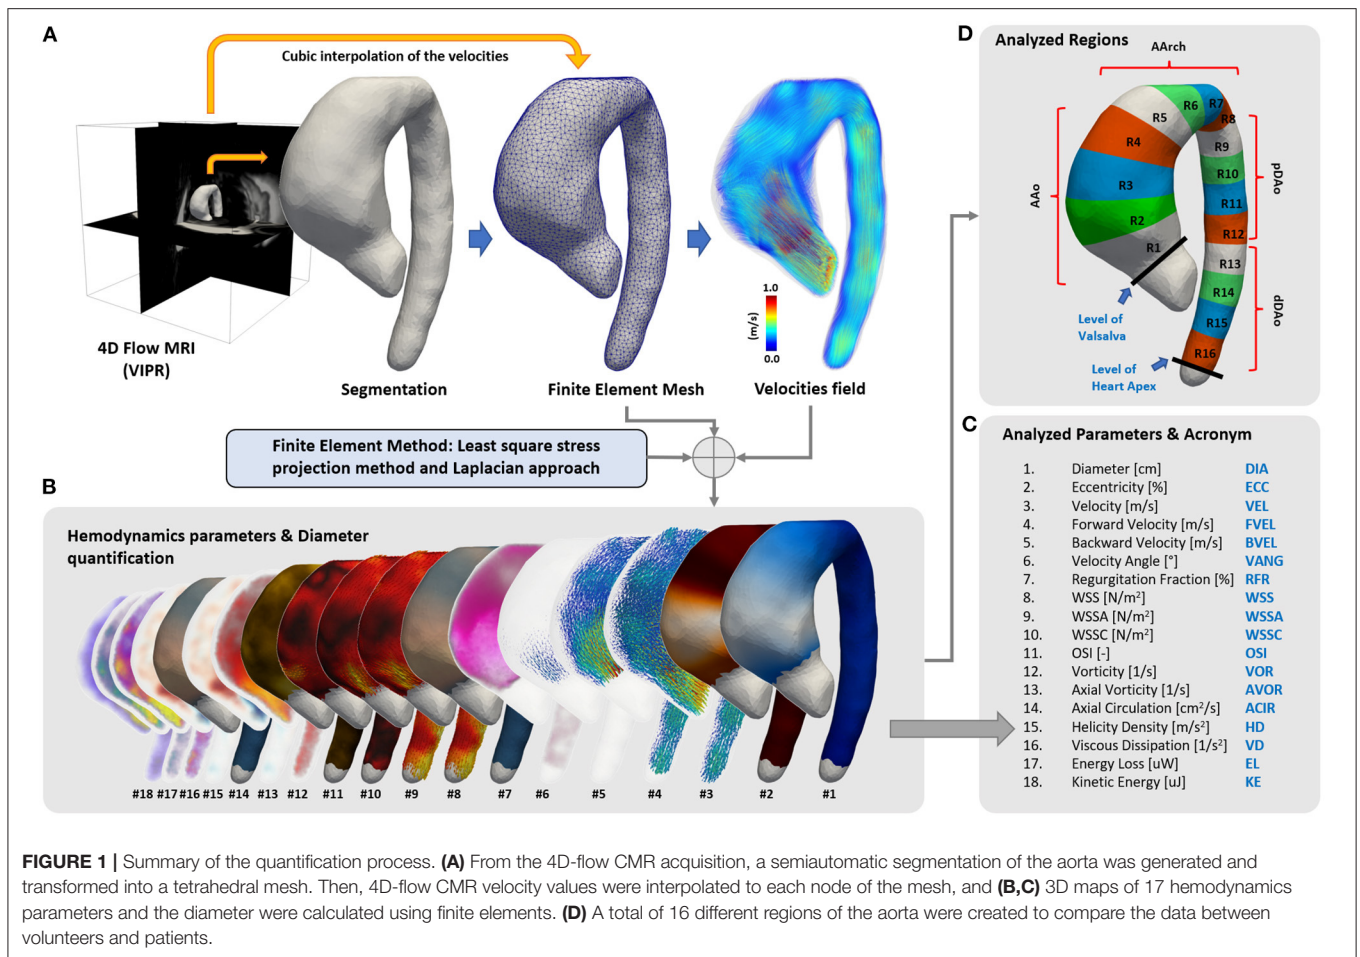 A
Cubic interpolation of the velocities
4D Flow MRI
(VIPR)
Segmentation
Finite Element Mesh
1.0
(m/s)
0.0
Velocities field
Finite Element Method: Least square stress
projection method and Laplacian approach
B
Hemodynamics parameters & Diameter
quantification
#18 #17 #16 #15 #14 #13 #12 #11 #10 #9 #8 #7 #6 #5 #4 #3 #2 #1
D
Analyzed Regions
AArch
AAo
pDAo
dDAo
R1
R2
R3
R4
R5
R6
R7
R8
R9
R10
R11
R12
R13
R14
R15
R16
Level of
Valsalva
Level of
Heart Apex
C
Analyzed Parameters & Acronym
1. Diameter [cm] DIA
2. Eccentricity [%] ECC
3. Velocity [m/s] VEL
4. Forward Velocity [m/s] FVEL
5. Backward Velocity [m/s] BVEL
6. Velocity Angle [°] VANG
7. Regurgitation Fraction [%] RFR
8. WSS [N/m²] WSS
9. WSSA [N/m²] WSSA
10. WSSC [N/m²] WSSC
11. OSI [-] OSI
12. Vorticity [1/s] VOR
13. Axial Vorticity [1/s] AVOR
14. Axial Circulation [cm²/s] ACIR
15. Helicity Density [m/s²] HD
16. Viscous Dissipation [1/s²] VD
17. Energy Loss [uW] EL
18. Kinetic Energy [uJ] KE
FIGURE 1 | Summary of the quantification process. (A) From the 4D-flow CMR acquisition, a semiautomatic segmentation of the aorta was generated and
transformed into a tetrahedral mesh. Then, 4D-flow CMR velocity values were interpolated to each node of the mesh, and (B,C) 3D maps of 17 hemodynamics
parameters and the diameter were calculated using finite elements. (D) A total of 16 different regions of the aorta were created to compare the data between
volunteers and patients.